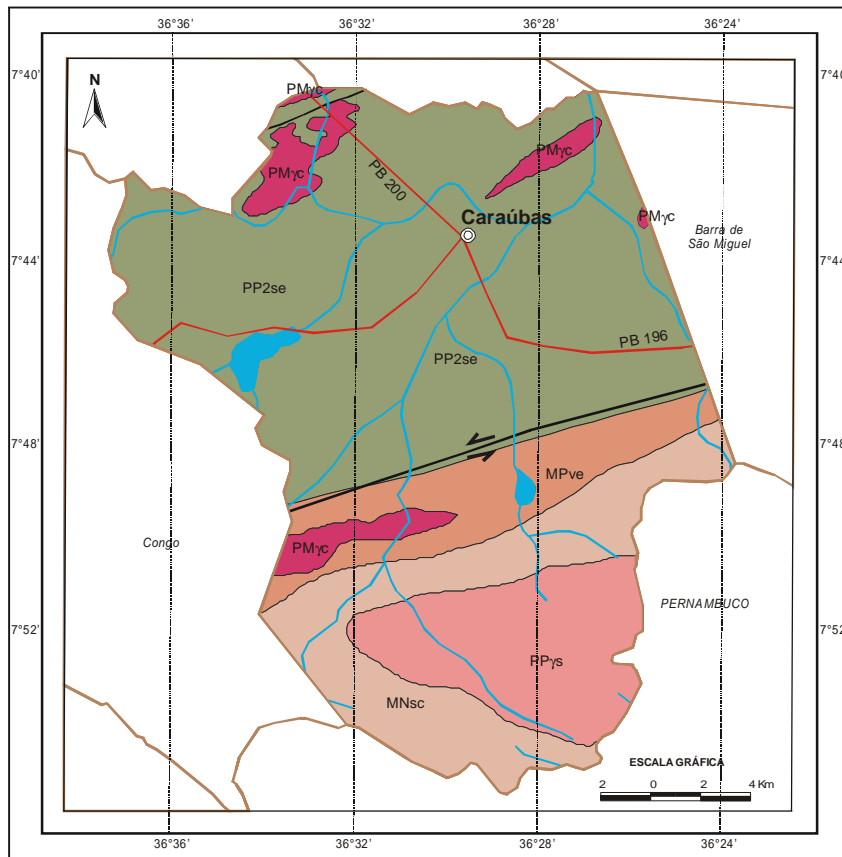 36°36'
36°32'
36°28'
36°24'
7°40'
7°40'
N
PMγc
PMγc
PMγc
PB 200
PMγc
Caraúbas
Barra de
São Miguel
7°44'
7°44'
PP2se
PB 196
PP2se
7°48'
7°48'
MPve
Congo
PMγc
PERNAMBUCO
7°52'
7°52'
PPγs
MNsc
ESCALA GRÁFICA
2 0 2 4 Km
36°36'
36°32'
36°28'
36°24'